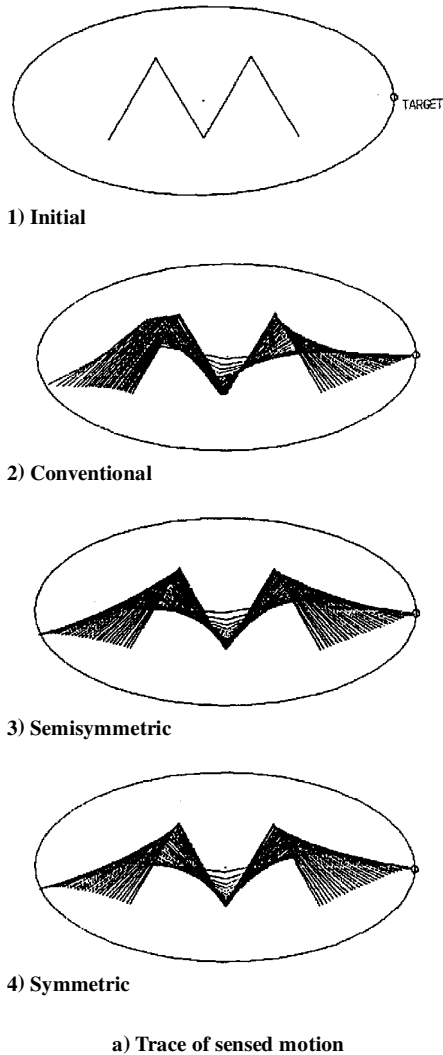 TARGET
1) Initial
2) Conventional
3) Semisymmetric
4) Symmetric
a) Trace of sensed motion